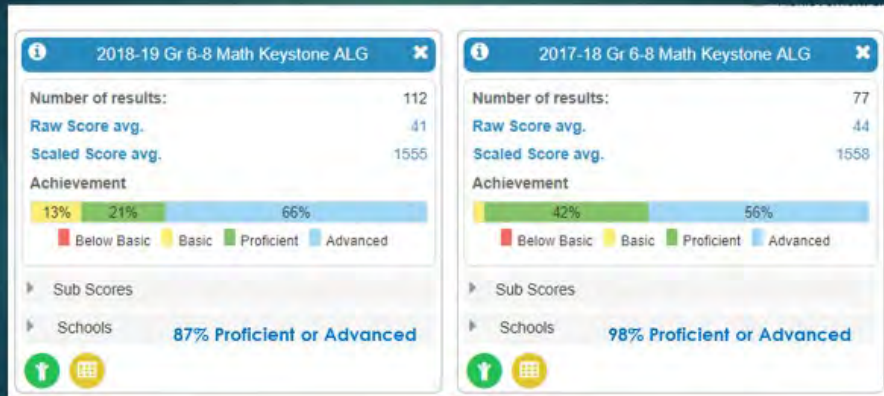 2018-19 Gr 6-8 Math Keystone ALG
Number of results: 112
Raw Score avg. 41
Scaled Score avg. 1555
Achievement
13% 21% 66%
Below Basic Basic Proficient Advanced
Sub Scores
Schools
87% Proficient or Advanced
2017-18 Gr 6-8 Math Keystone ALG
Number of results: 77
Raw Score avg. 44
Scaled Score avg. 1558
Achievement
42% 56%
Below Basic Basic Proficient Advanced
Sub Scores
Schools
98% Proficient or Advanced